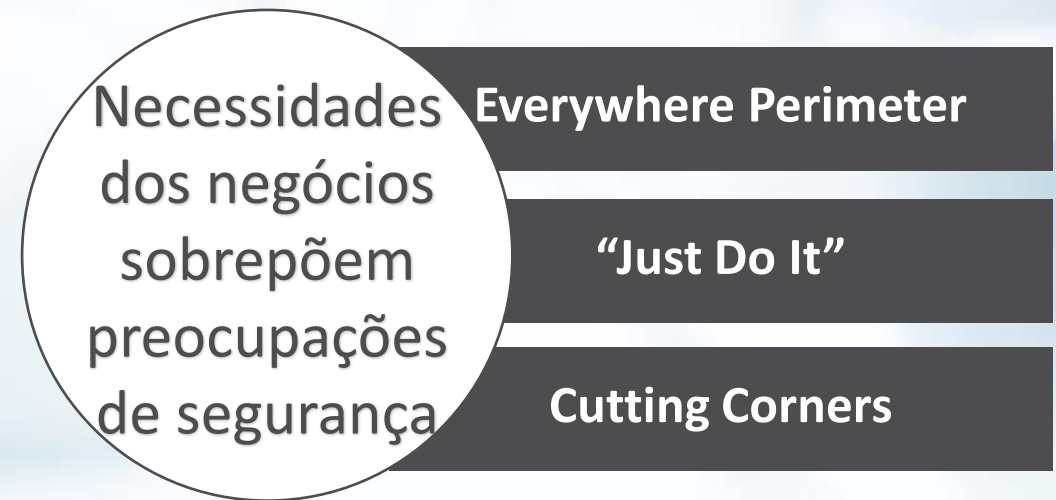 Necessidades
dos negócios
sobrepõem
preocupações
de segurança
Everywhere Perimeter
“Just Do It”
Cutting Corners